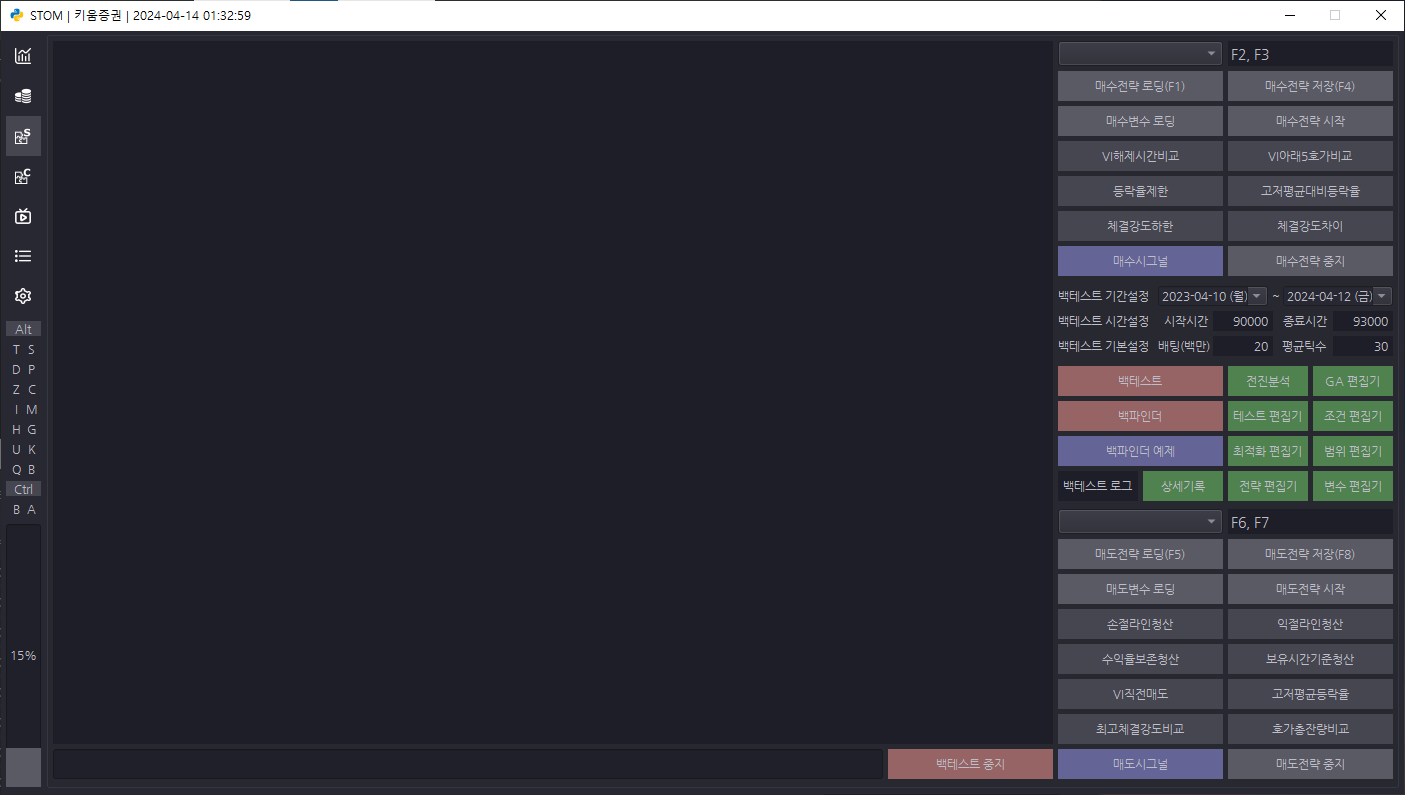 STOM | 키움증권 | 2024-04-14 01:32:59
F2, F3
매수전략 로딩(F1) 매수전략 저장(F4)
매수변수 로딩 매수전략 시작
VI해제시간비교 VI아래5호가비교
등락율제한 고저평균대비등락율
체결강도하한 체결강도차이
매수시그널 매수전략 중지
백테스트 기간설정 2023-04-10 (월) ~ 2024-04-12 (금)
백테스트 시간설정 시작시간 90000 종료시간 93000
백테스트 기본설정 배팅(백만) 20 평균틱수 30
백테스트 전진분석 GA 편집기
백파인더 테스트 편집기 조건 편집기
백파인더 예제 최적화 편집기 범위 편집기
백테스트 로그 상세기록 전략 편집기 변수 편집기
F6, F7
매도전략 로딩(F5) 매도전략 저장(F8)
매도변수 로딩 매도전략 시작
손절라인청산 익절라인청산
수익율보존청산 보유시간기준청산
VI직전매도 고저평균등락율
최고체결강도비교 호가총잔량비교
백테스트 중지 매도시그널 매도전략 중지
S
C
Alt
T S
D P
Z C
I M
H G
U K
Q B
Ctrl
B A
15%